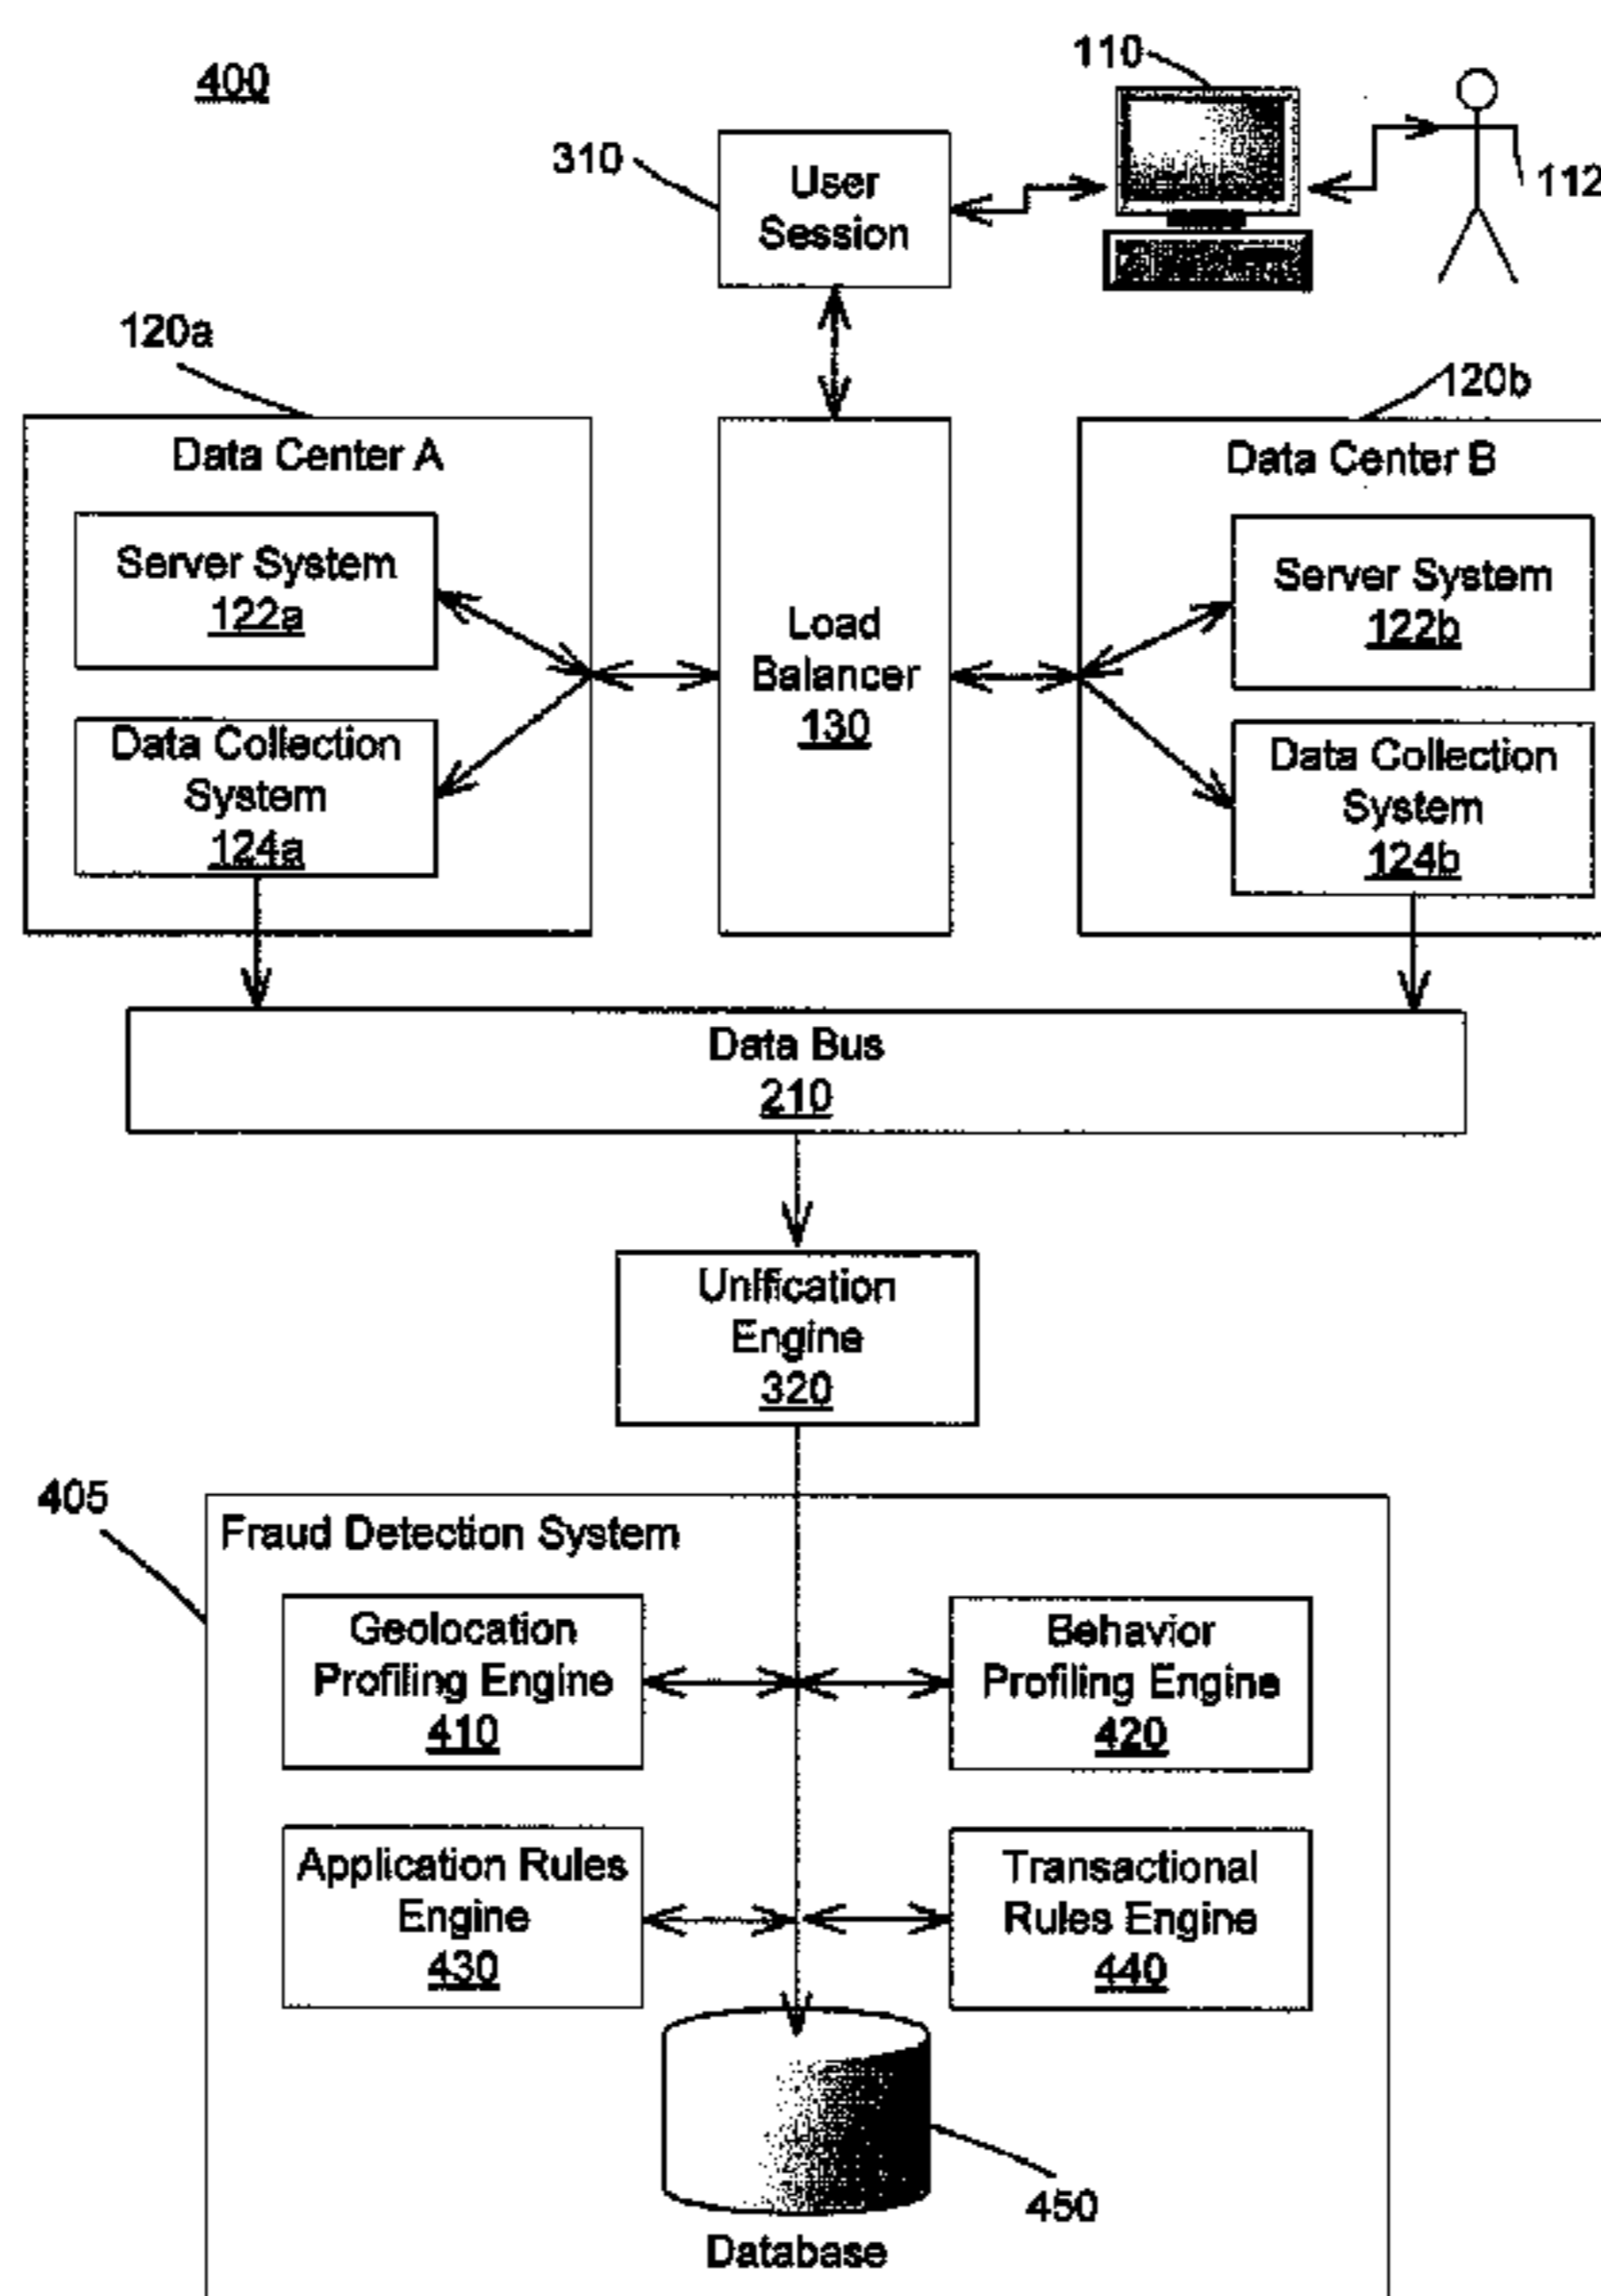 400
110
112
310
User
Session
120a
120b
Data Center A
Server System
122a
Data Collection
System
124a
Load
Balancer
130
Data Center B
Server System
122b
Data Collection
System
124b
Data Bus
210
Unification
Engine
320
405
Fraud Detection System
Geolocation
Profiling Engine
410
Behavior
Profiling Engine
420
Application Rules
Engine
430
Transactional
Rules Engine
440
450
Database